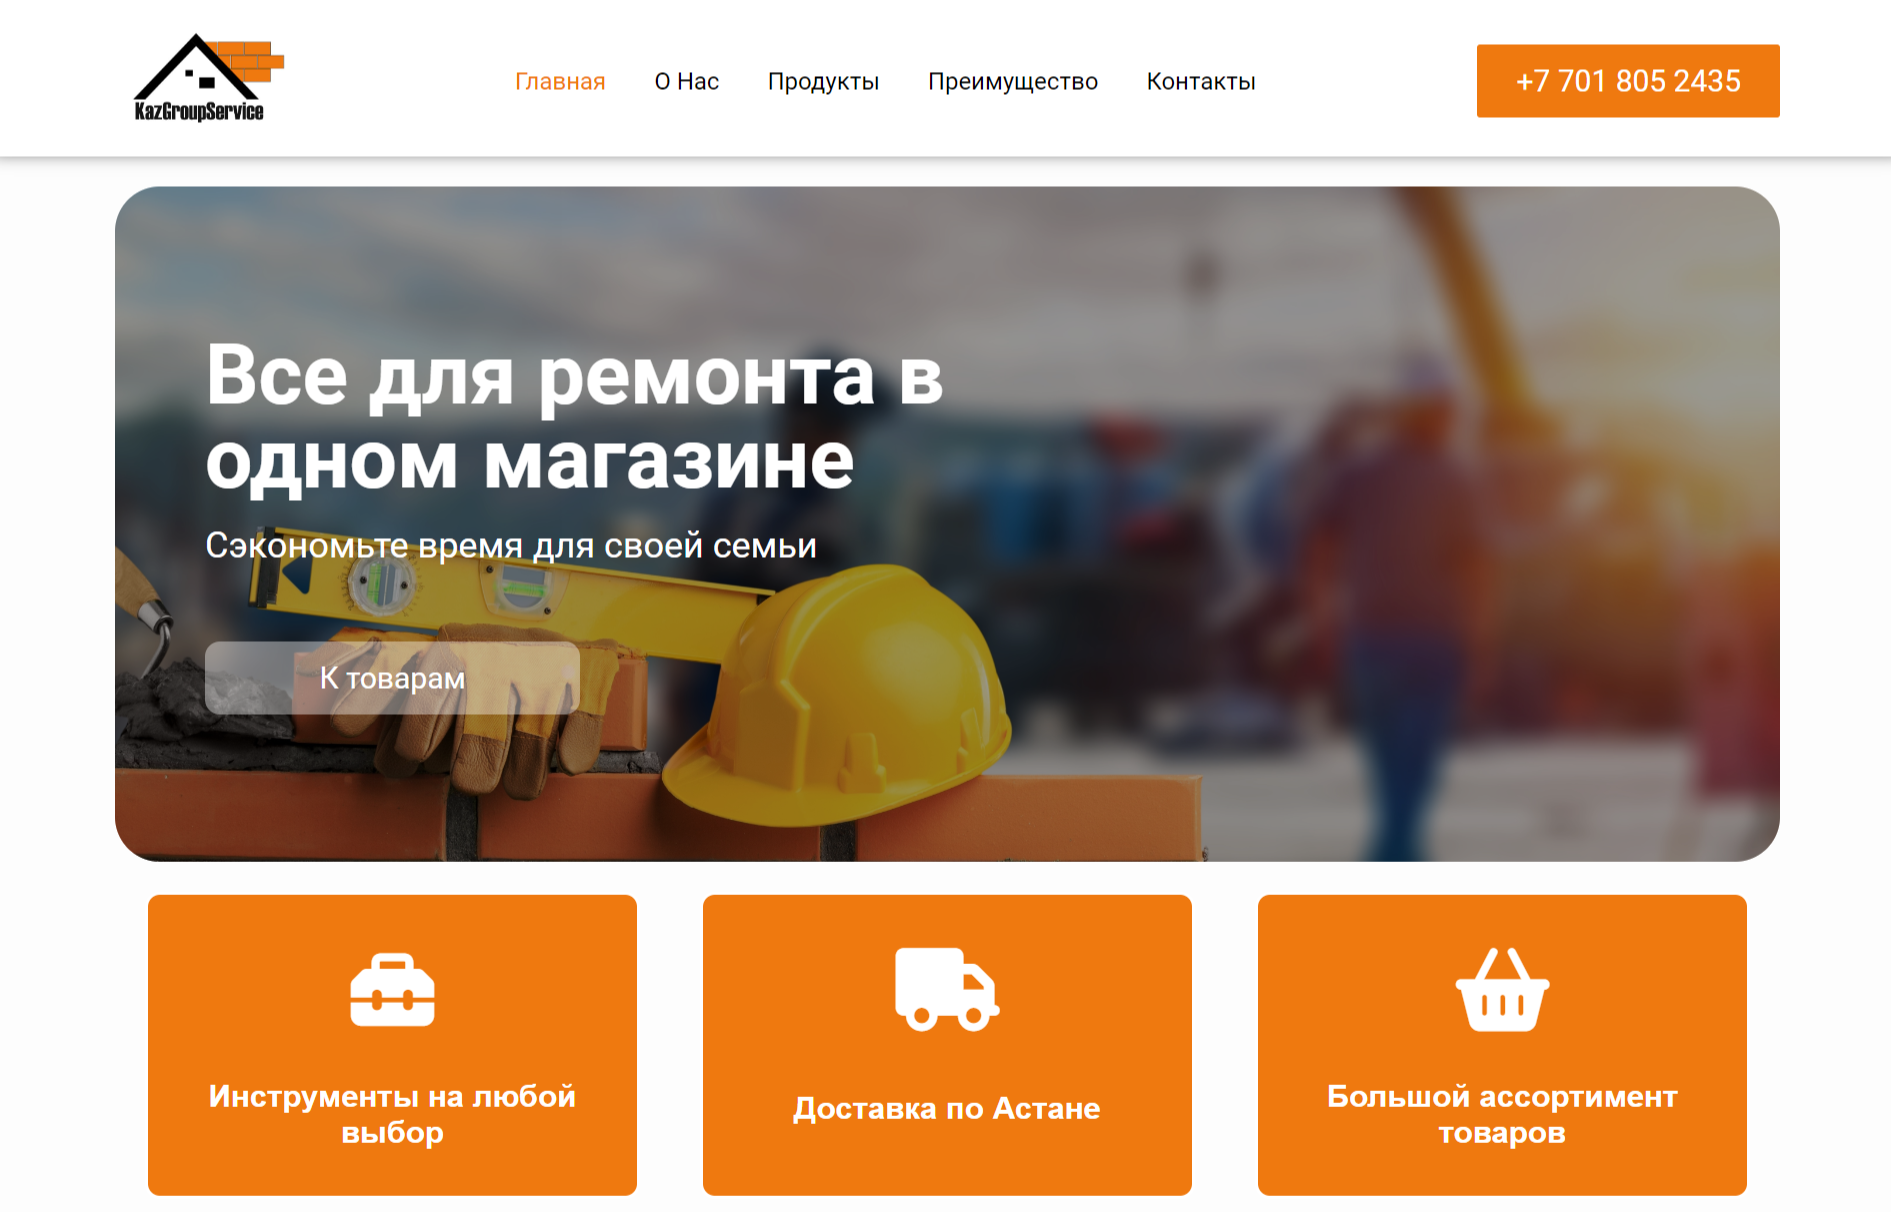 KazGroupService
Главная
О Нас
Продукты
Преимущество
Контакты
+7 701 805 2435
Все для ремонта в
одном магазине
Сэкономьте время для своей семьи
К товарам
Инструменты на любой
выбор
Доставка по Астане
Большой ассортимент
товаров